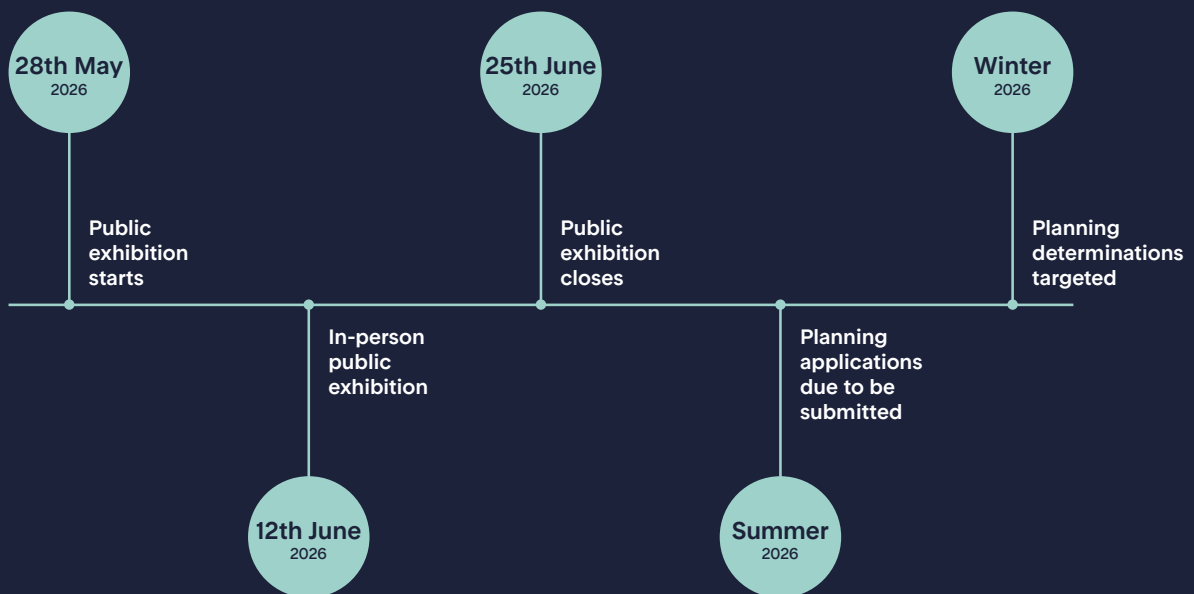 28th May
2026
Public
exhibition
starts
12th June
2026
In-person
public
exhibition
25th June
2026
Public
exhibition
closes
Summer
2026
Planning
applications
due to be
submitted
Winter
2026
Planning
determinations
targeted